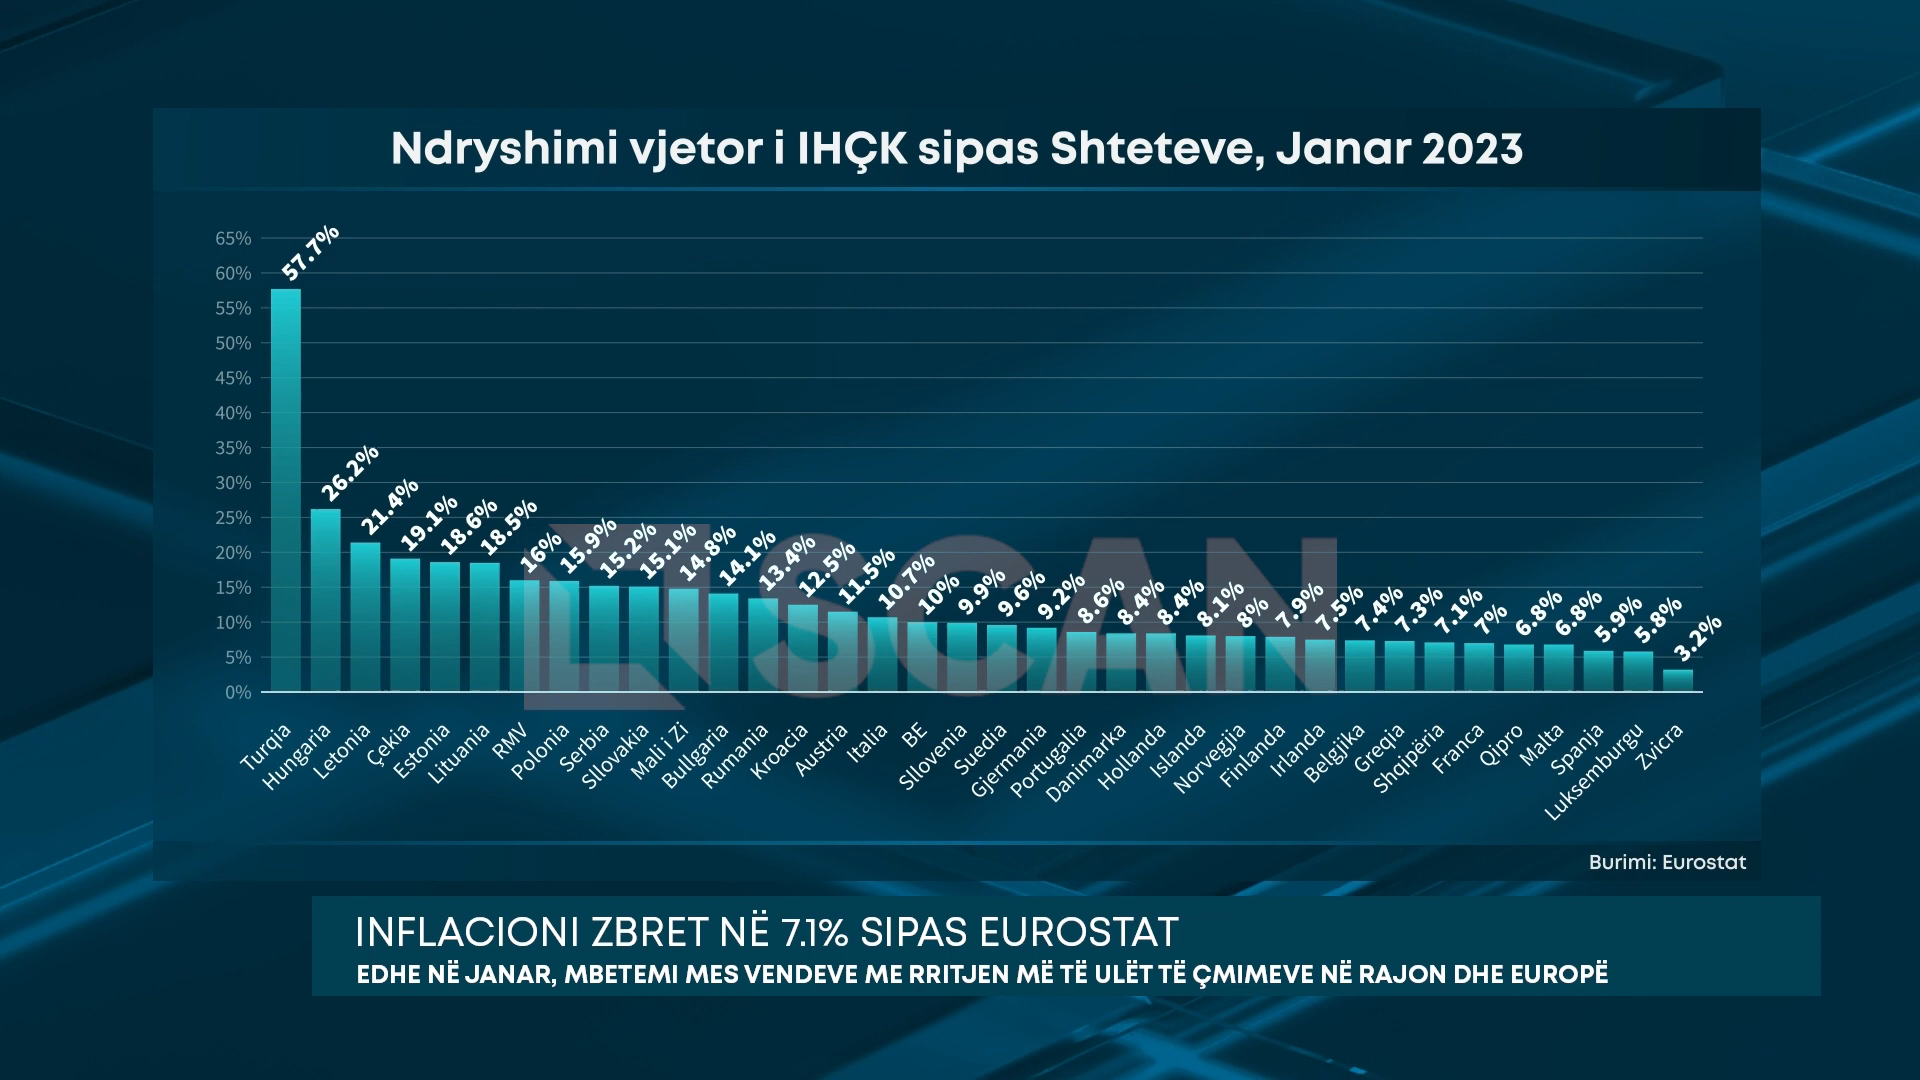 Ndryshimi vjetor i IHÇK sipas Shteteve, Janar 2023
65%
60%
55%
50%
45%
40%
35%
30%
25%
20%
15%
10%
5%
0%
57.7%
26.2%
21.4%
19.1%
18.6%
18.5%
16%
15.9%
15.2%
15.1%
14.8%
14.1%
13.4%
12.5%
11.5%
10.7%
10%
9.9%
9.6%
9.2%
8.6%
8.4%
8.4%
8.1%
8%
7.9%
7.5%
7.4%
7.3%
7.1%
7%
6.8%
6.8%
5.9%
5.8%
3.2%
SCAN
Turqia
Hungaria
Letonia
Çekia
Estonia
Lituania
RMV
Polonia
Serbia
Sllovakia
Mali i Zi
Bullgaria
Rumania
Kroacia
Austria
Italia
BE
Sllovenia
Suedia
Gjermania
Portugalia
Danimarka
Hollanda
Islanda
Norvegjia
Finlanda
Irlanda
Belgjika
Greqia
Shqipëria
Franca
Qipro
Malta
Spanja
Luksemburgu
Zvicra
Burimi: Eurostat
INFLACIONI ZBRET NË 7.1% SIPAS EUROSTAT
EDHE NË JANAR, MBETEMI MES VENDEVE ME RRITJEN MË TË ULËT TË ÇMIMEVE NË RAJON DHE EUROPË